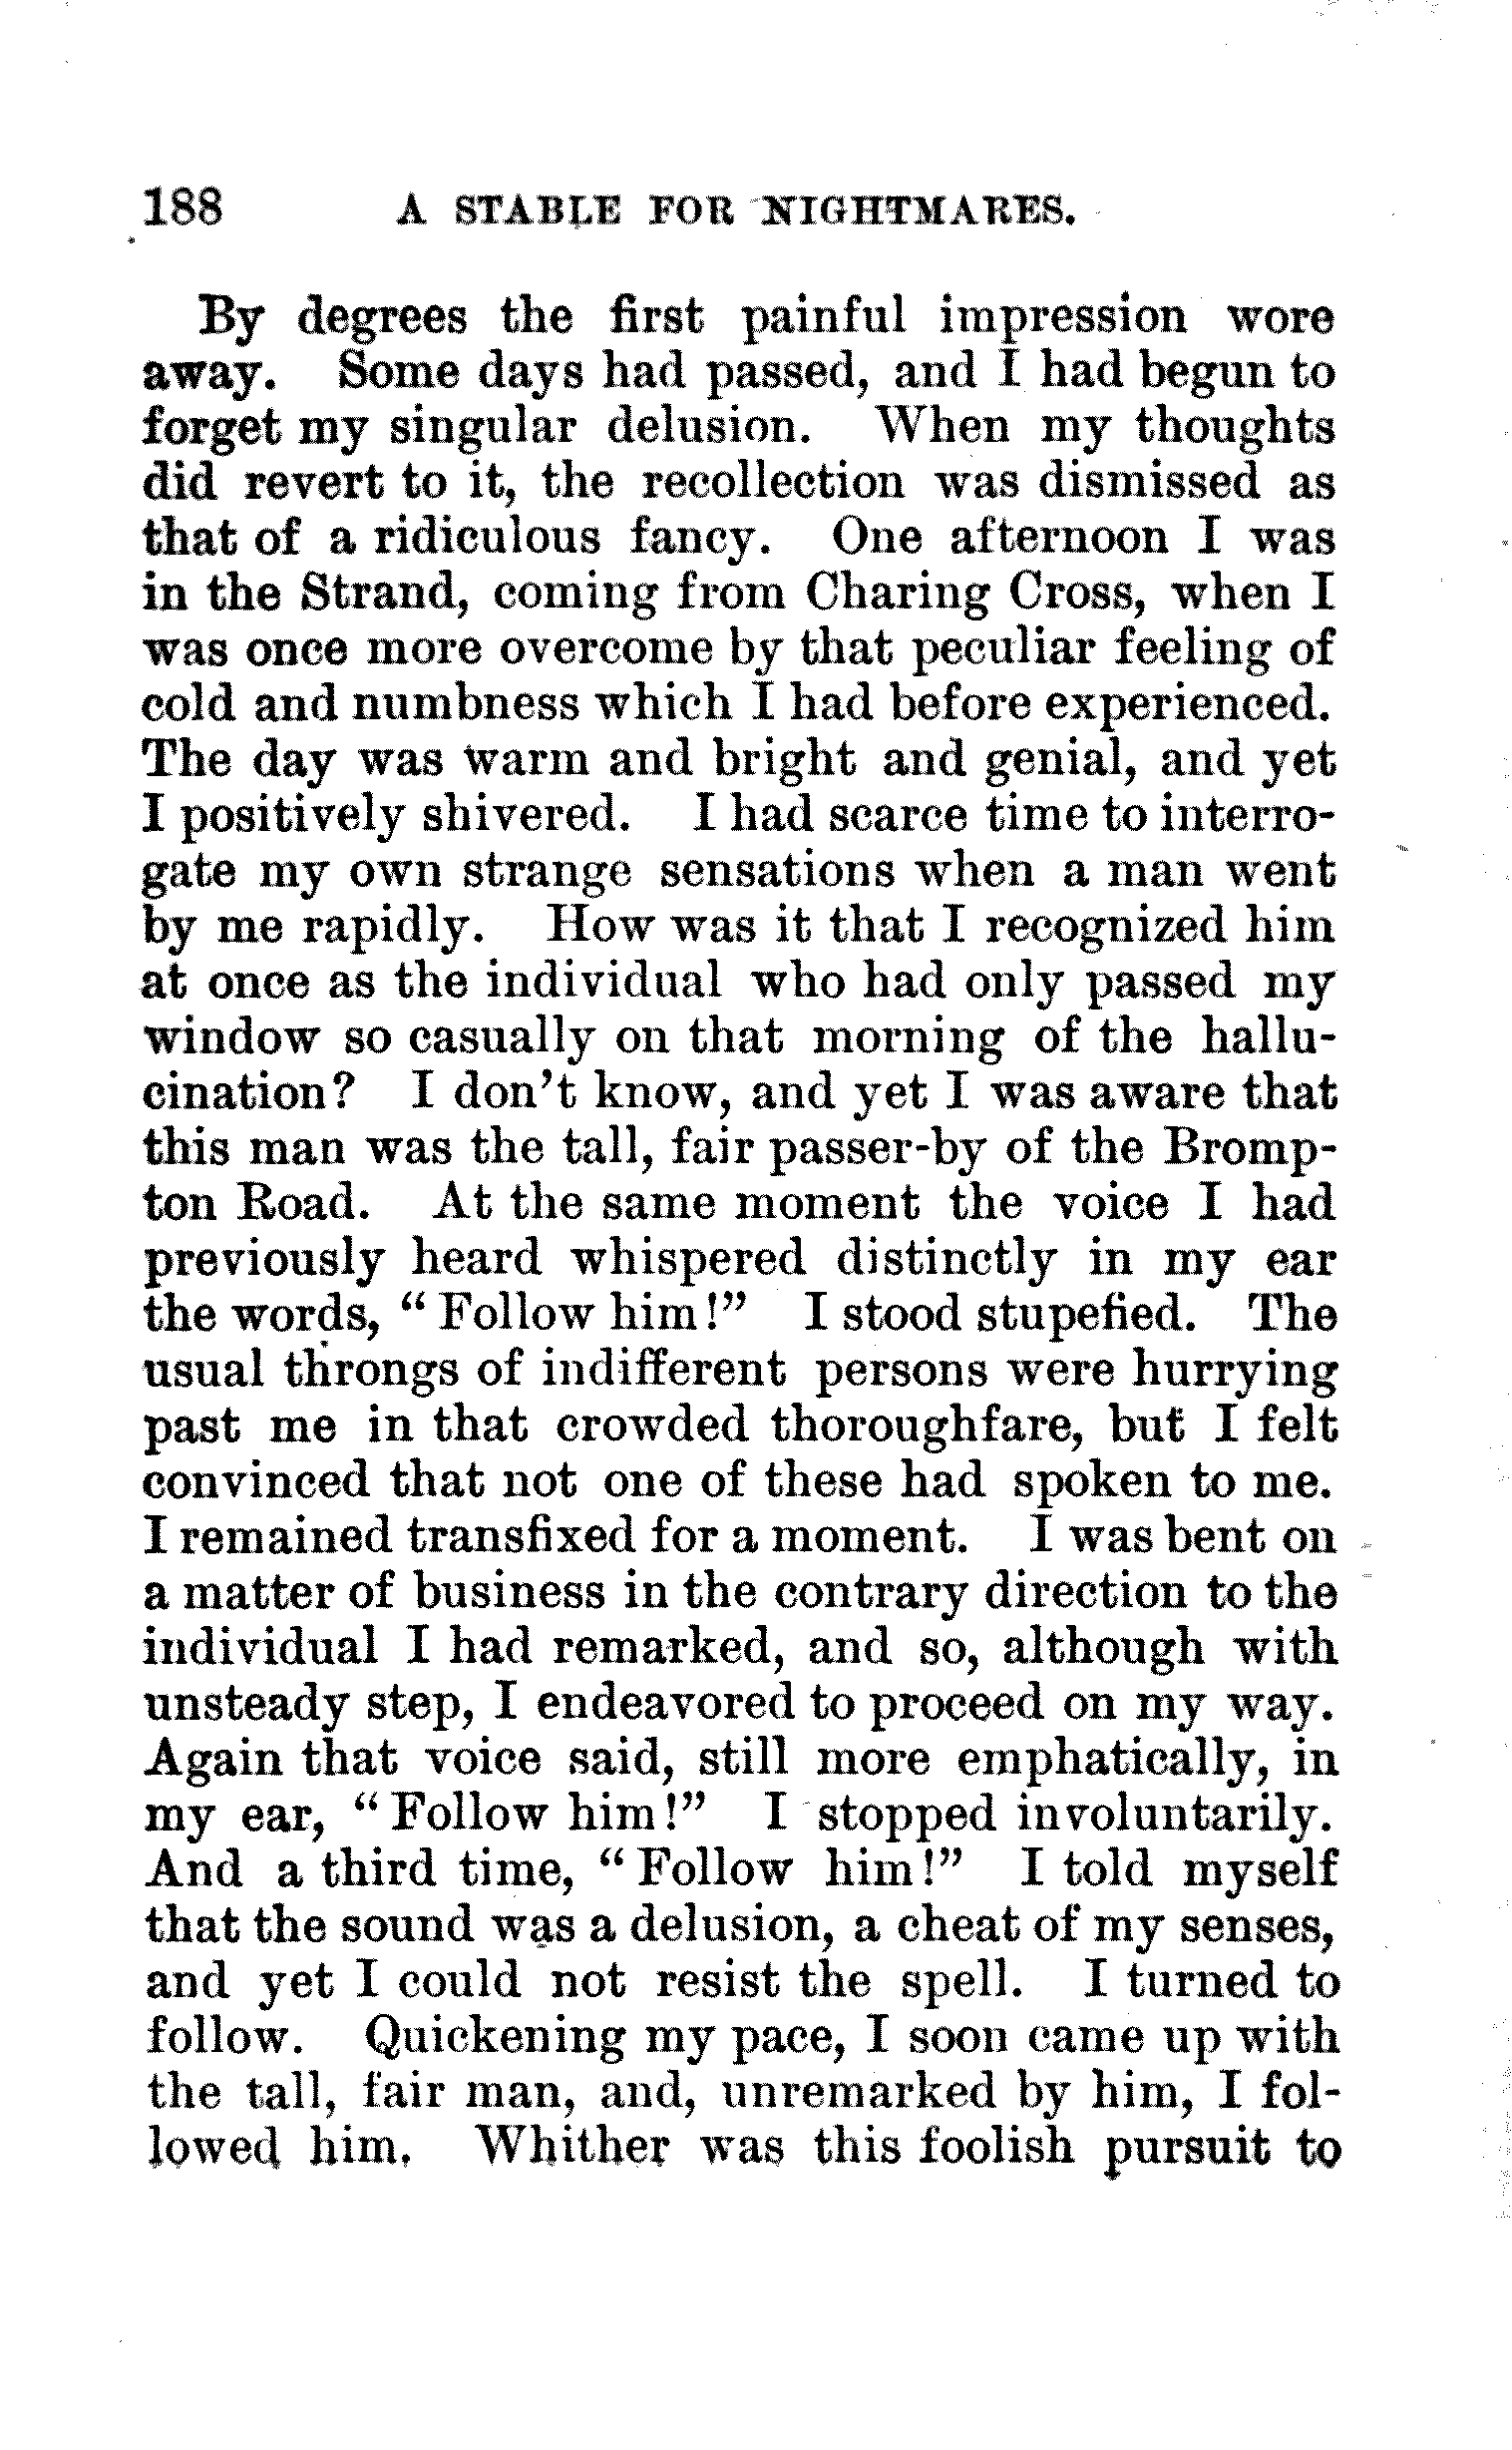 188 A STABLE FOR NIGHTMARES.
By degrees the first painful impression wore
away. Some days had passed, and I had begun to
forget my singular delusion. When my thoughts
did revert to it, the recollection was dismissed as
that of a ridiculous fancy. One afternoon I was
in the Strand, coming from Charing Cross, when I
was once more overcome by that peculiar feeling of
cold and numbness which I had before experienced.
The day was warm and bright and genial, and yet
I positively shivered. I had scarce time to interro-
gate my own strange sensations when a man went
by me rapidly. How was it that I recognized him
at once as the individual who had only passed my
window so casually on that morning of the hallu-
cination? I don't know, and yet I was aware that
this man was the tall, fair passer-by of the Bromp-
ton Road. At the same moment the voice I had
previously heard whispered distinctly in my ear
the words, "Follow him!" I stood stupefied. The
usual throngs of indifferent persons were hurrying
past me in that crowded thoroughfare, but I felt
convinced that not one of these had spoken to me.
I remained transfixed for a moment. I was bent on
a matter of business in the contrary direction to the
individual I had remarked, and so, although with
unsteady step, I endeavored to proceed on my way.
Again that voice said, still more emphatically, in
my ear, "Follow him!" I stopped involuntarily.
And a third time, "Follow him!" I told myself
that the sound was a delusion, a cheat of my senses,
and yet I could not resist the spell. I turned to
follow. Quickening my pace, I soon came up with
the tall, fair man, and, unremarked by him, I fol-
lowed him. Whither was this foolish pursuit to